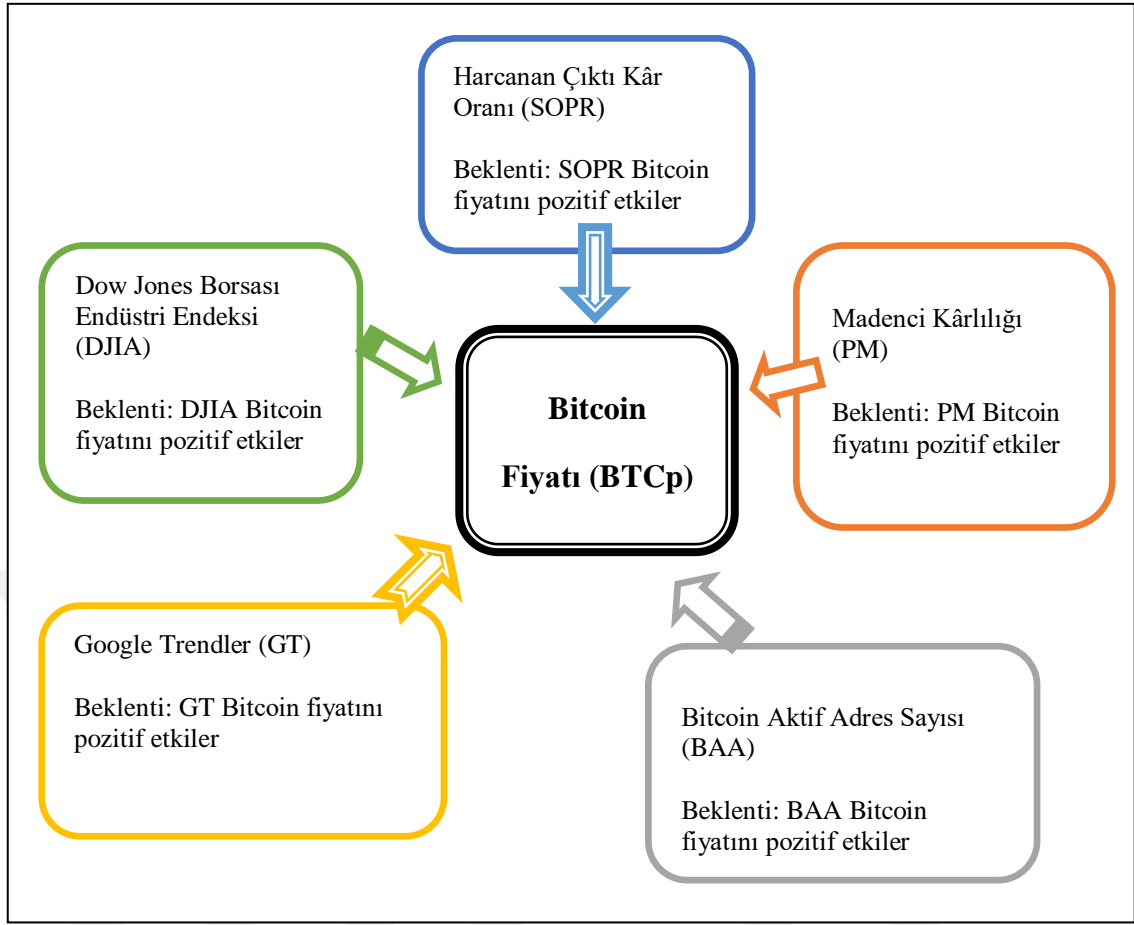 Harcanan Çıktı Kâr
Oranı (SOPR)
Beklenti: SOPR Bitcoin
fiyatını pozitif etkiler
Dow Jones Borsası
Endüstri Endeksi
(DJIA)
Beklenti: DJIA Bitcoin
fiyatını pozitif etkiler
Madenci Kârlılığı
(PM)
Beklenti: PM Bitcoin
fiyatını pozitif etkiler
Bitcoin
Fiyatı (BTCp)
Google Trendler (GT)
Beklenti: GT Bitcoin fiyatını
pozitif etkiler
Bitcoin Aktif Adres Sayısı
(BAA)
Beklenti: BAA Bitcoin
fiyatını pozitif etkiler